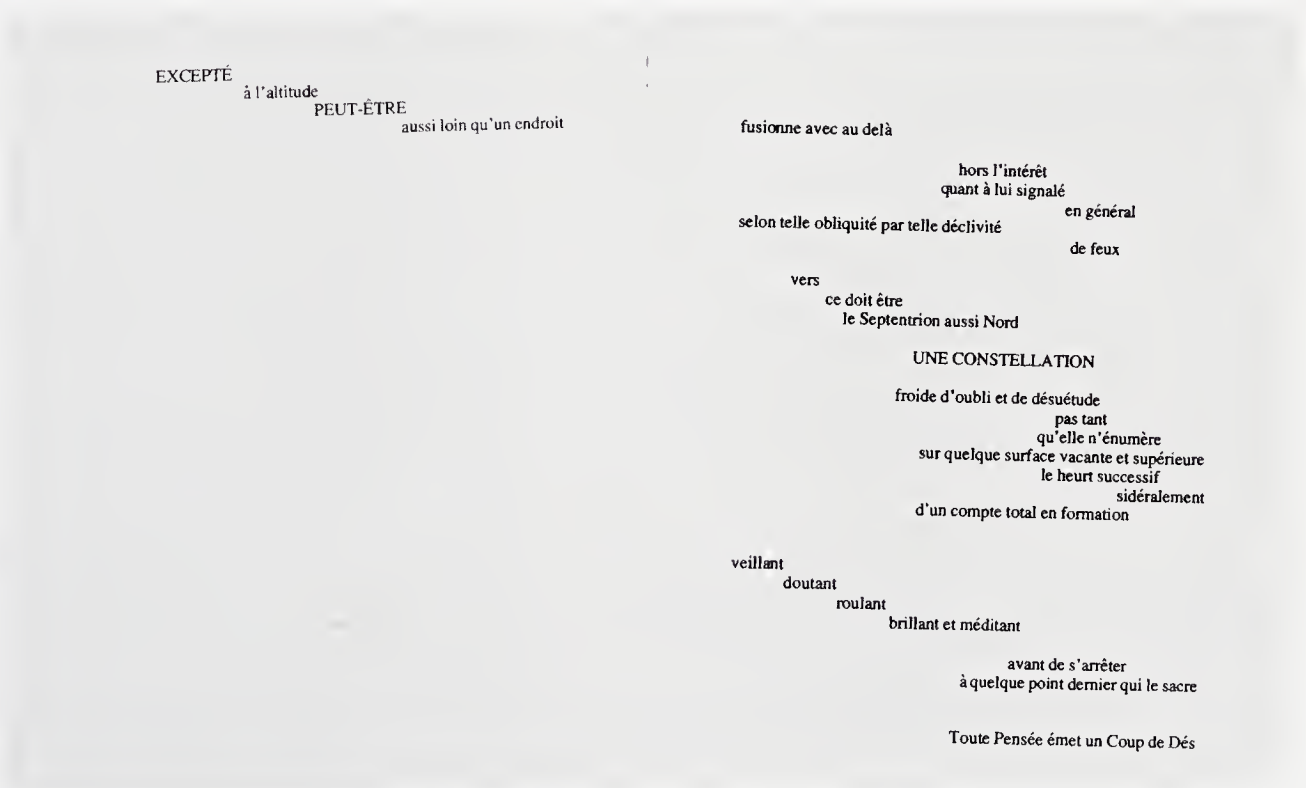 EXCEPTÉ
à l'altitude
PEUT-ÊTRE
aussi loin qu'un endroit
fusionne avec au delà
hors l'intérêt
quant à lui signalé
en général
selon telle obliquité par telle déclivité
de feux
vers
ce doit être
le Septentrion aussi Nord
UNE CONSTELLATION
froide d'oubli et de désuétude
pas tant
qu'elle n'énumère
sur quelque surface vacante et supérieure
le heurt successif
sidéralement
d'un compte total en formation
veillant
doutant
roulant
brillant et méditant
avant de s'arrêter
à quelque point dernier qui le sacre
Toute Pensée émet un Coup de Dés